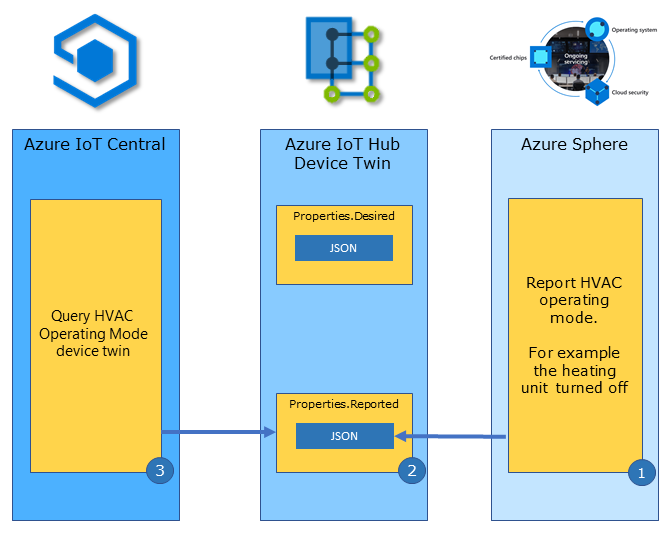 Operating system
Certified chips
Ongoing
servicing
Cloud security
Azure IoT Central
Query HVAC
Operating Mode
device twin
3
Azure IoT Hub
Device Twin
Properties.Desired
JSON
Properties.Reported
JSON
2
Azure Sphere
Report HVAC
operating
mode.
For example
the heating
unit turned off
1